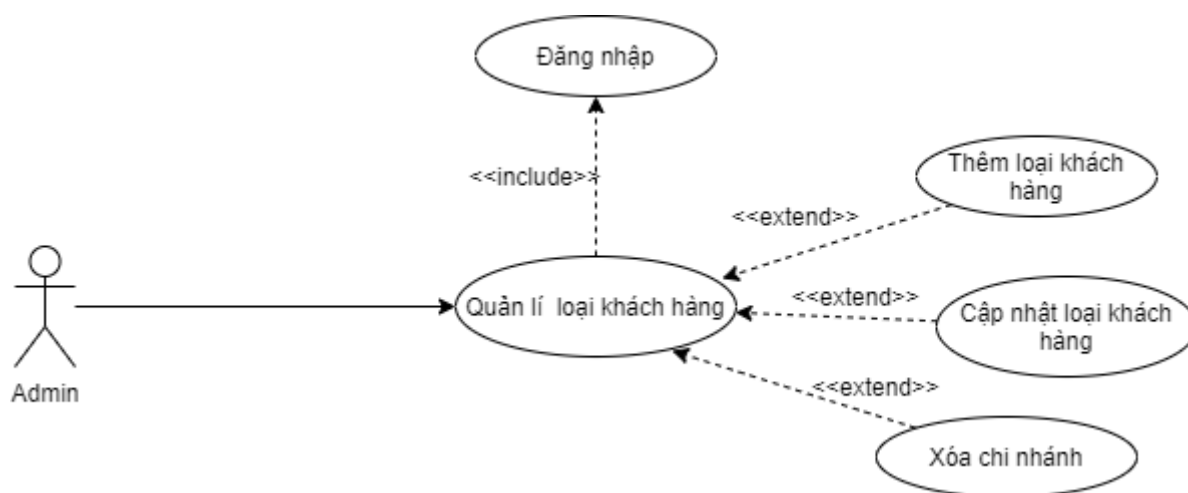 Đăng nhập
<<include>>
Thêm loại khách
hàng
<<extend>>
Quản lí  loại khách hàng
<<extend>>
Cập nhật loại khách
hàng
Admin
<<extend>>
Xóa chi nhánh